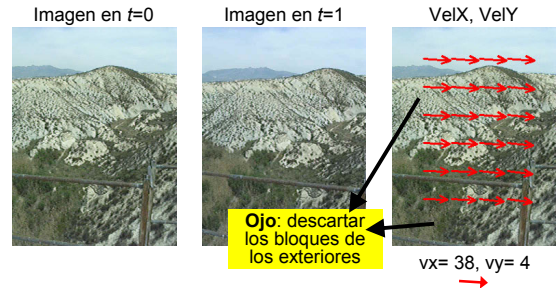 Imagen en t=0
Imagen en t=1
VelX, VelY
Ojo: descartar
los bloques de
los exteriores
vx= 38, vy= 4